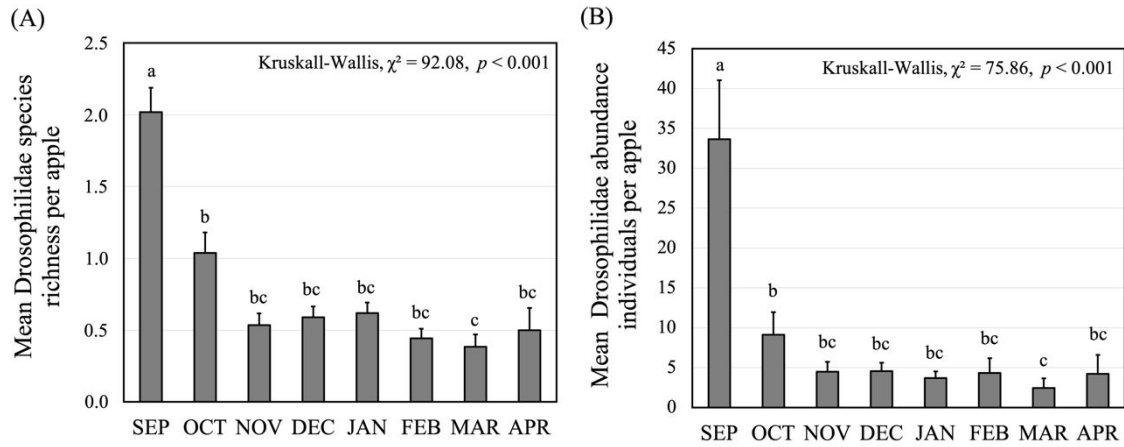 (A)
Mean Drosophilidae species
richness per apple
2.5
2.0
1.5
1.0
0.5
0.0
Kruskall-Wallis, χ² = 92.08, p < 0.001
a
b
bc
bc
bc
bc
c
bc
SEP OCT NOV DEC JAN FEB MAR APR
(B)
Mean Drosophilidae abundance
individuals per apple
45
40
35
30
25
20
15
10
5
0
Kruskall-Wallis, χ² = 75.86, p < 0.001
a
b
bc
bc
bc
bc
c
bc
SEP OCT NOV DEC JAN FEB MAR APR